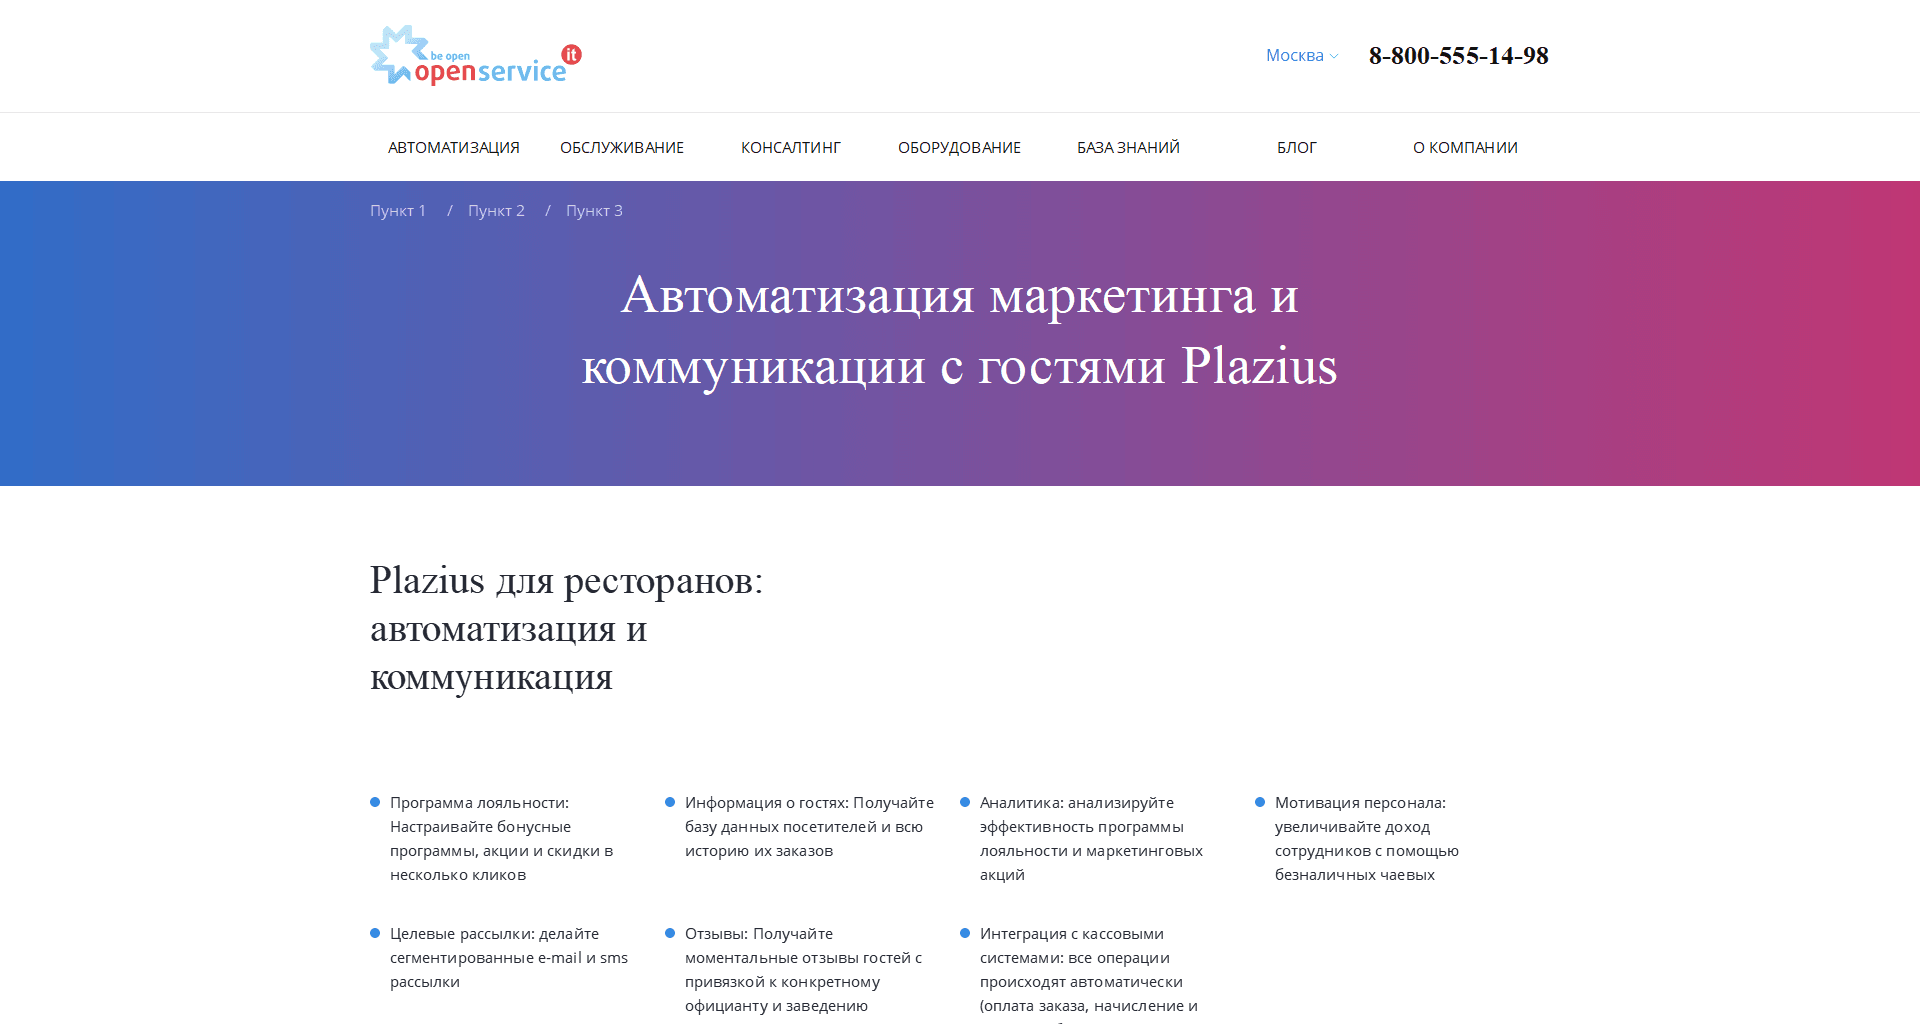 be open
openservice it
Москва
8-800-555-14-98
АВТОМАТИЗАЦИЯ
ОБСЛУЖИВАНИЕ
КОНСАЛТИНГ
ОБОРУДОВАНИЕ
БАЗА ЗНАНИЙ
БЛОГ
О КОМПАНИИ
Пункт 1 / Пункт 2 / Пункт 3
Автоматизация маркетинга и
коммуникации с гостями Plazius
Plazius для ресторанов:
автоматизация и
коммуникация
Программа лояльности:
Настраивайте бонусные
программы, акции и скидки в
несколько кликов
Информация о гостях: Получайте
базу данных посетителей и всю
историю их заказов
Аналитика: анализируйте
эффективность программы
лояльности и маркетинговых
акций
Мотивация персонала:
увеличивайте доход
сотрудников с помощью
безналичных чаевых
Целевые рассылки: делайте
сегментированные e-mail и sms
рассылки
Отзывы: Получайте
моментальные отзывы гостей с
привязкой к конкретному
официанту и заведению
Интеграция с кассовыми
системами: все операции
происходят автоматически
(оплата заказа, начисление и